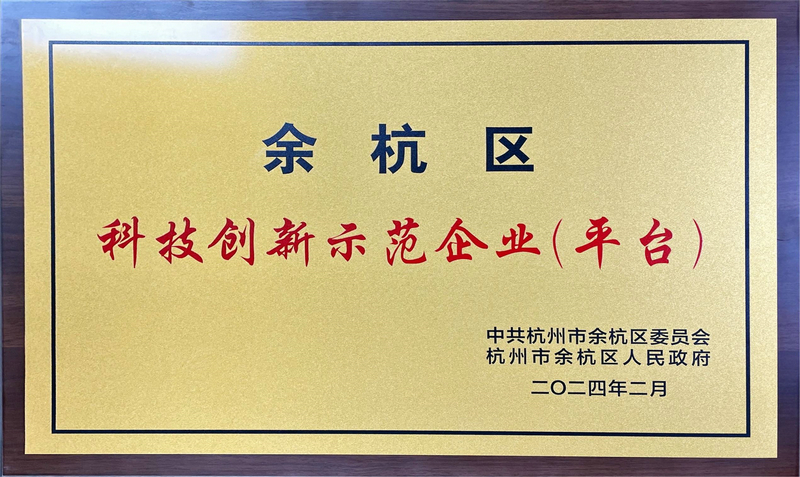 余杭区
科技创新示范企业(平台)
中共杭州市余杭区委员会
杭州市余杭区人民政府
二〇二四年二月